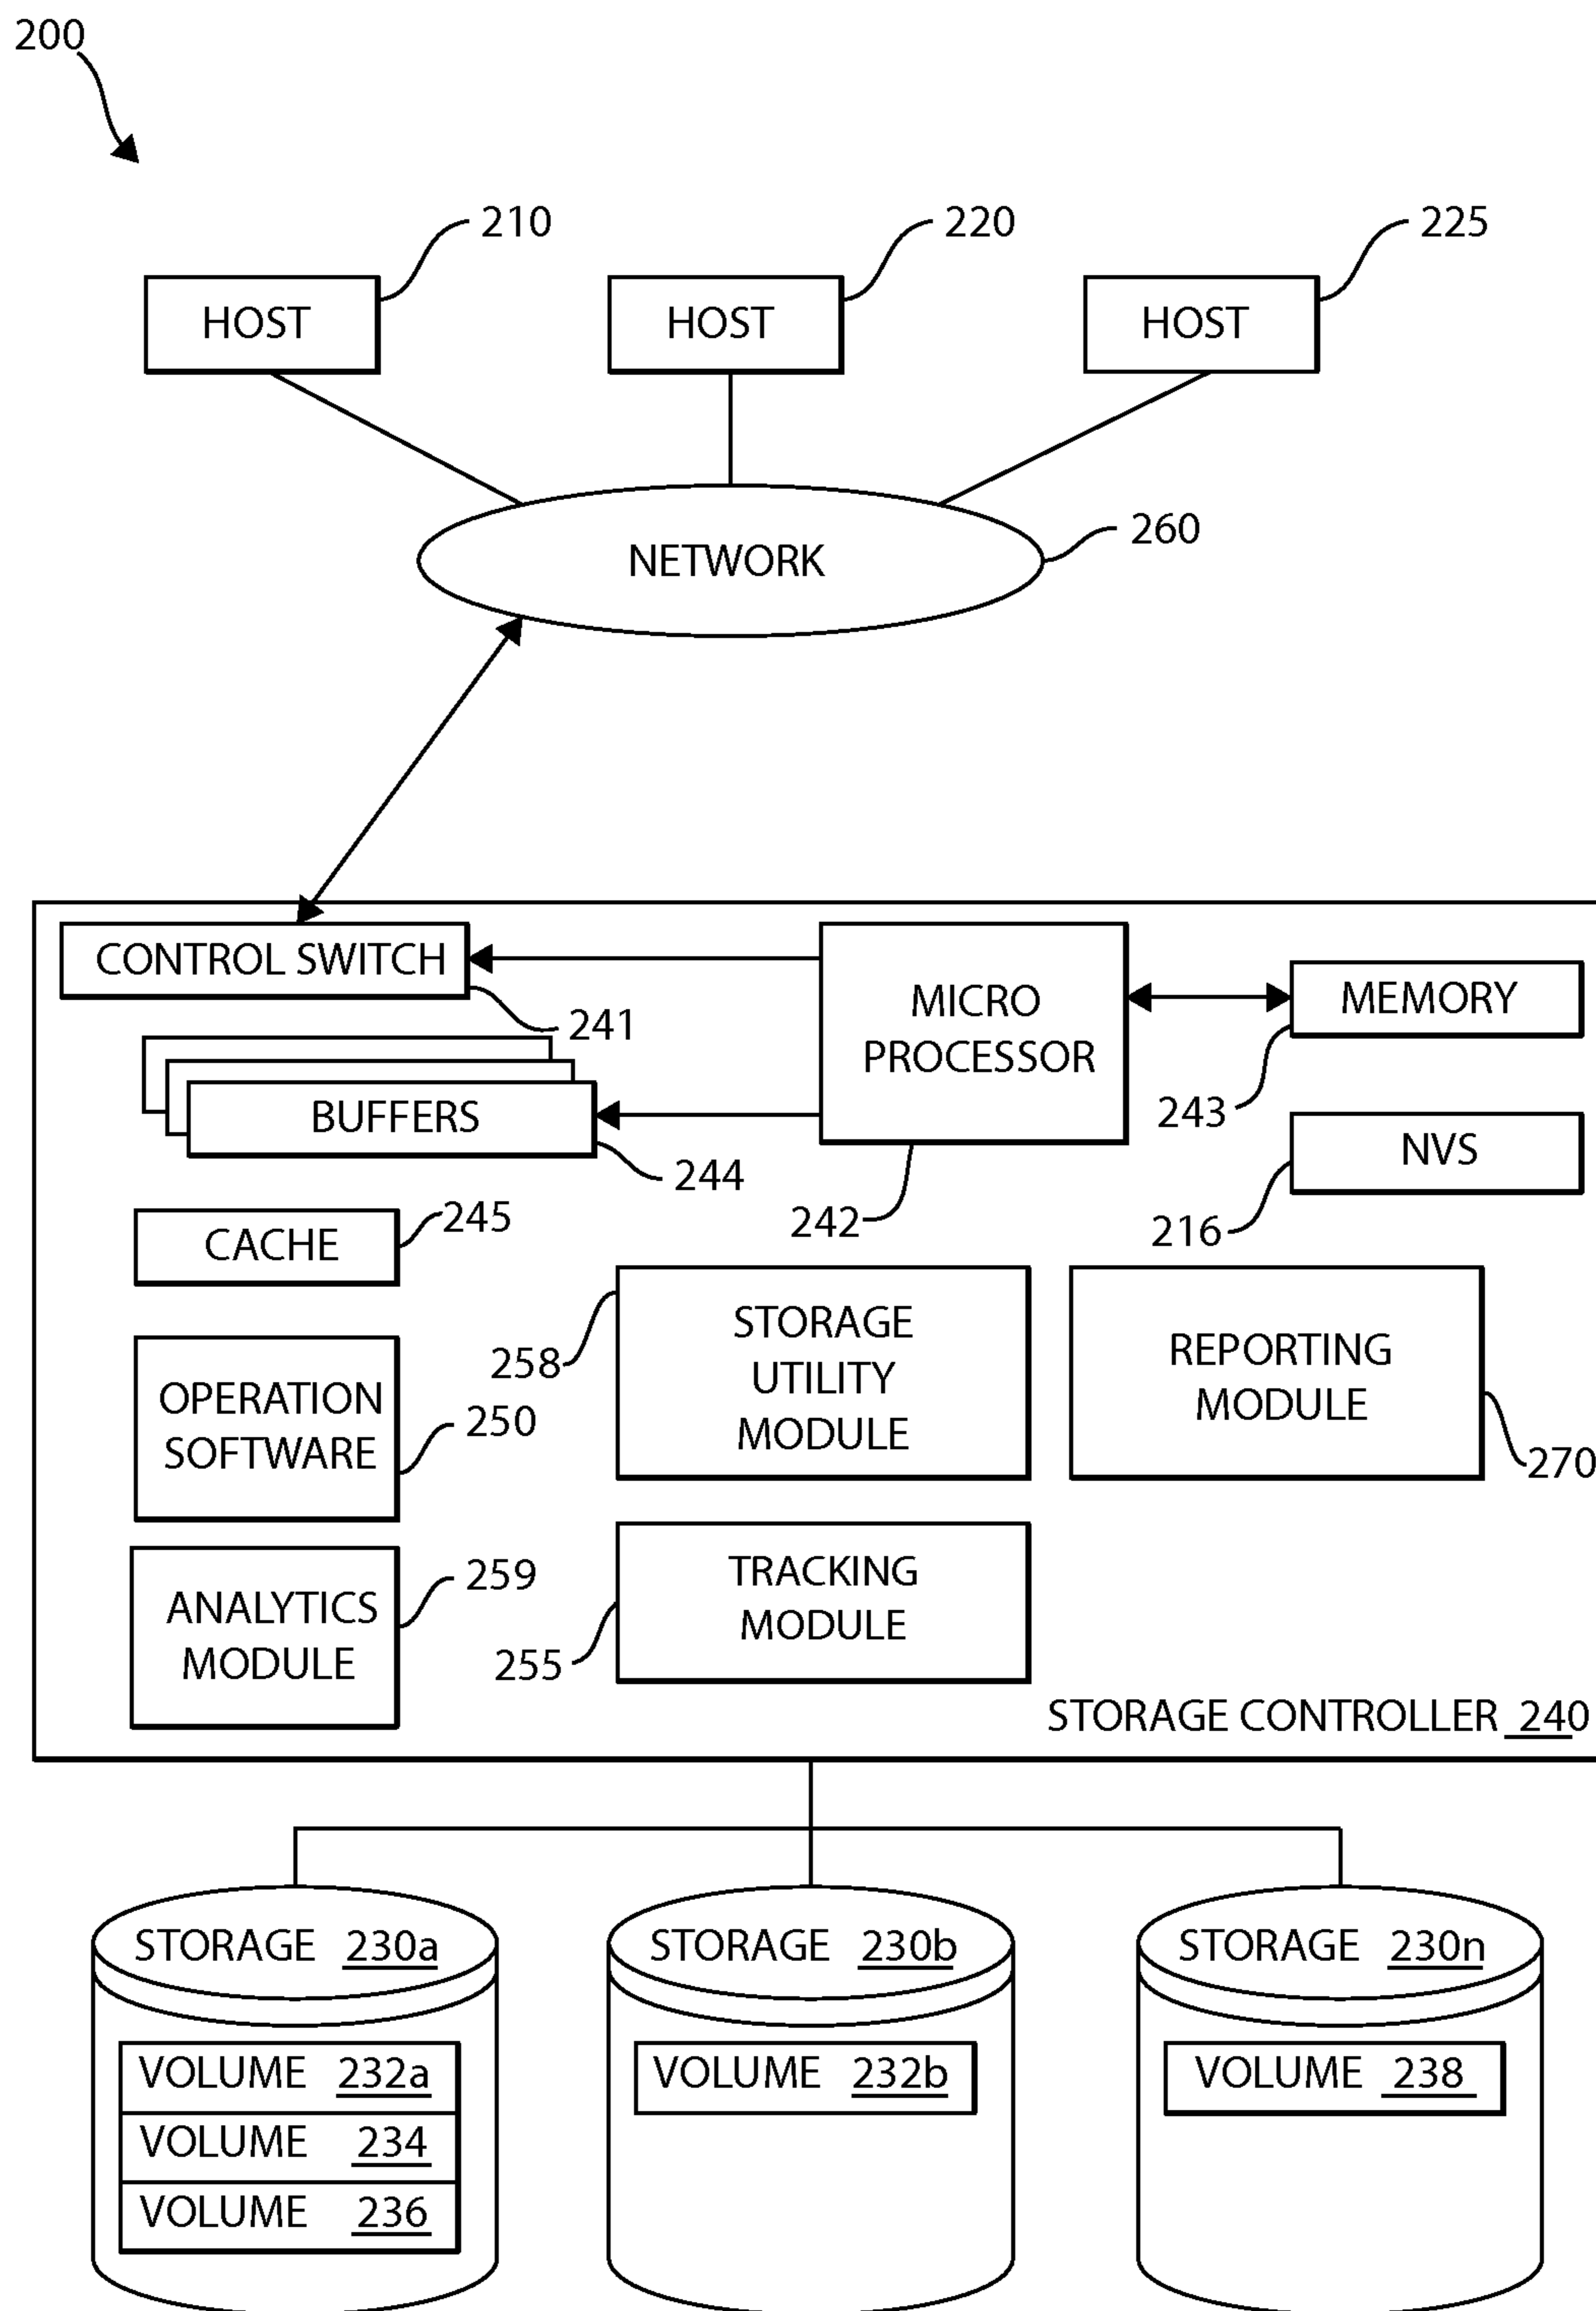 200
210
220
225
HOST
HOST
HOST
260
NETWORK
CONTROL SWITCH
241
MICRO
PROCESSOR
MEMORY
243
BUFFERS
244
242
NVS
216
CACHE
245
STORAGE
UTILITY
MODULE
258
REPORTING
MODULE
270
OPERATION
SOFTWARE
250
ANALYTICS
MODULE
259
TRACKING
MODULE
255
STORAGE CONTROLLER 240
STORAGE 230a
STORAGE 230b
STORAGE 230n
VOLUME 232a
VOLUME 234
VOLUME 236
VOLUME 232b
VOLUME 238